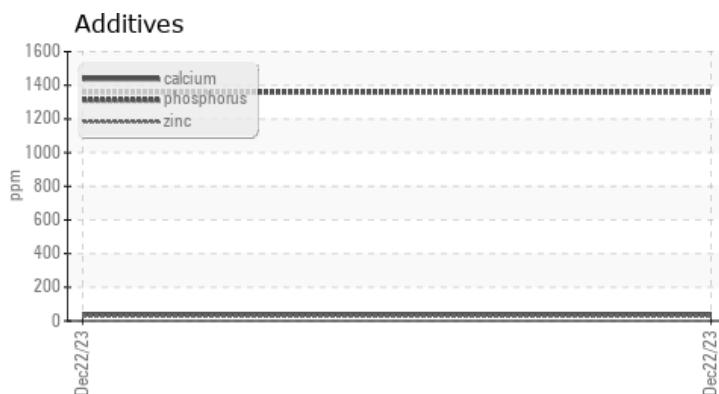 Additives
1600
1400
1200
1000
800
600
400
200
0
ppm
calcium
phosphorus
zinc
Dec22/23
Dec22/23